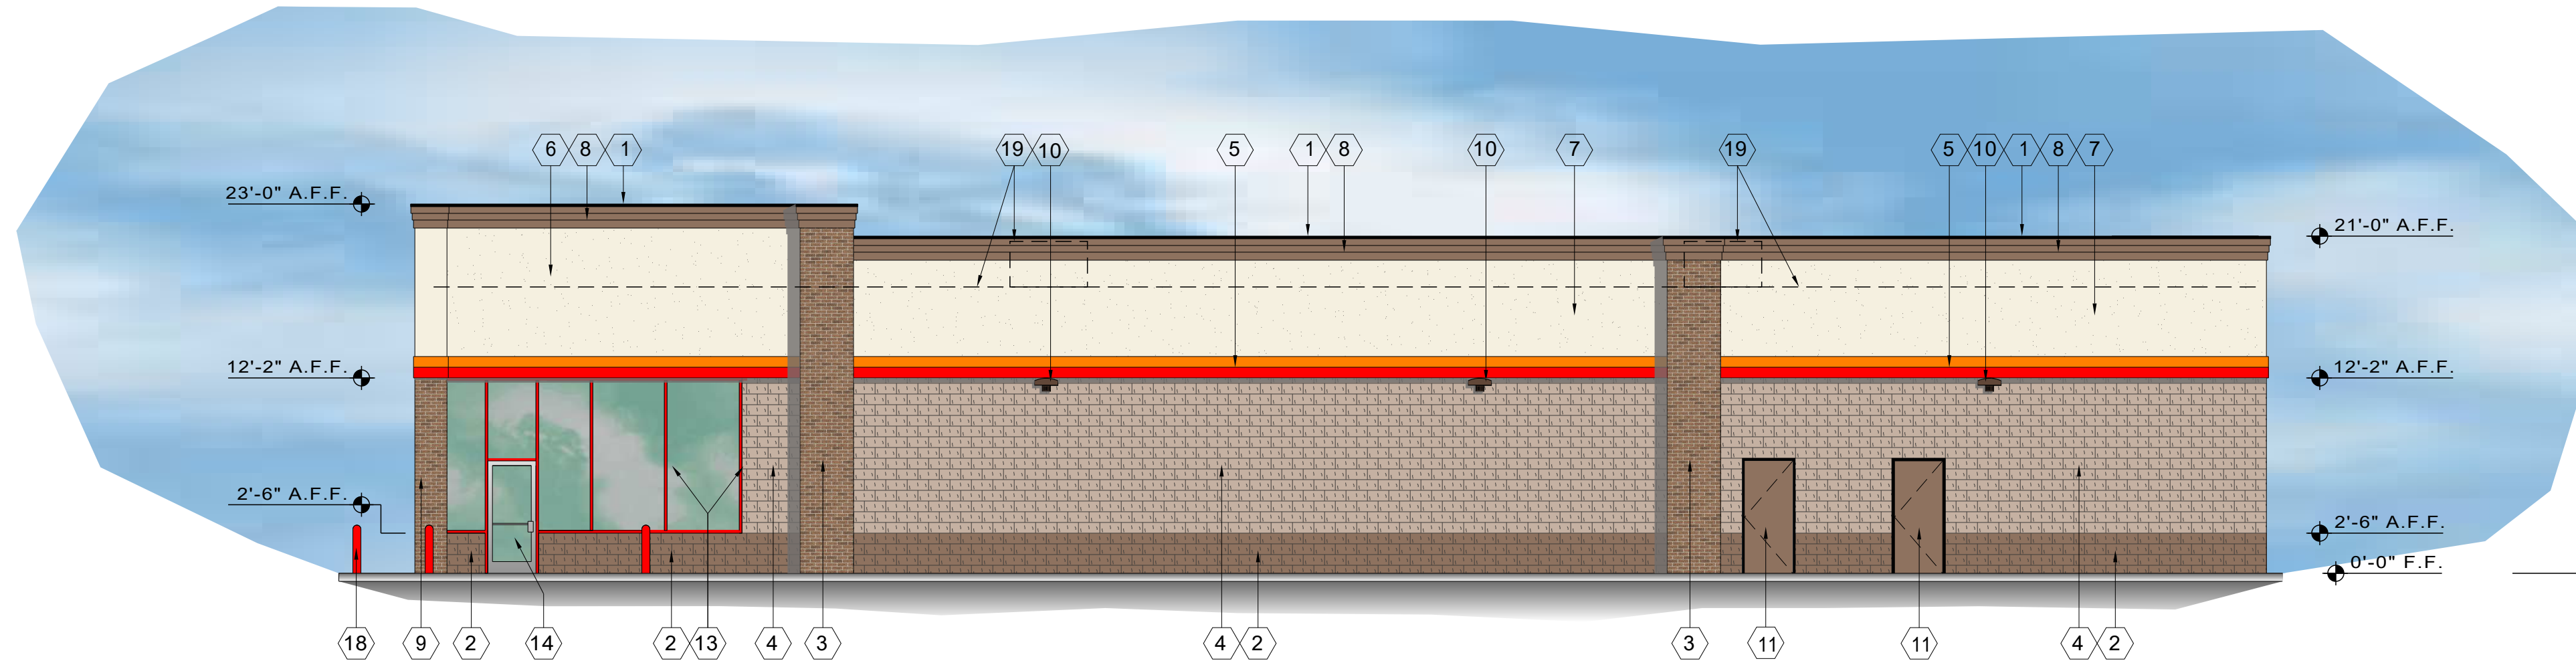 6 8 1 19 10 5 1 8 10 7 19 5 10 1 8 7
23'-0" A.F.F.
21'-0" A.F.F.
12'-2" A.F.F.
12'-2" A.F.F.
2'-6" A.F.F.
2'-6" A.F.F.
0'-0" F.F.
18 9 2 14 2 13 4 3 4 2 3 11 11 4 2